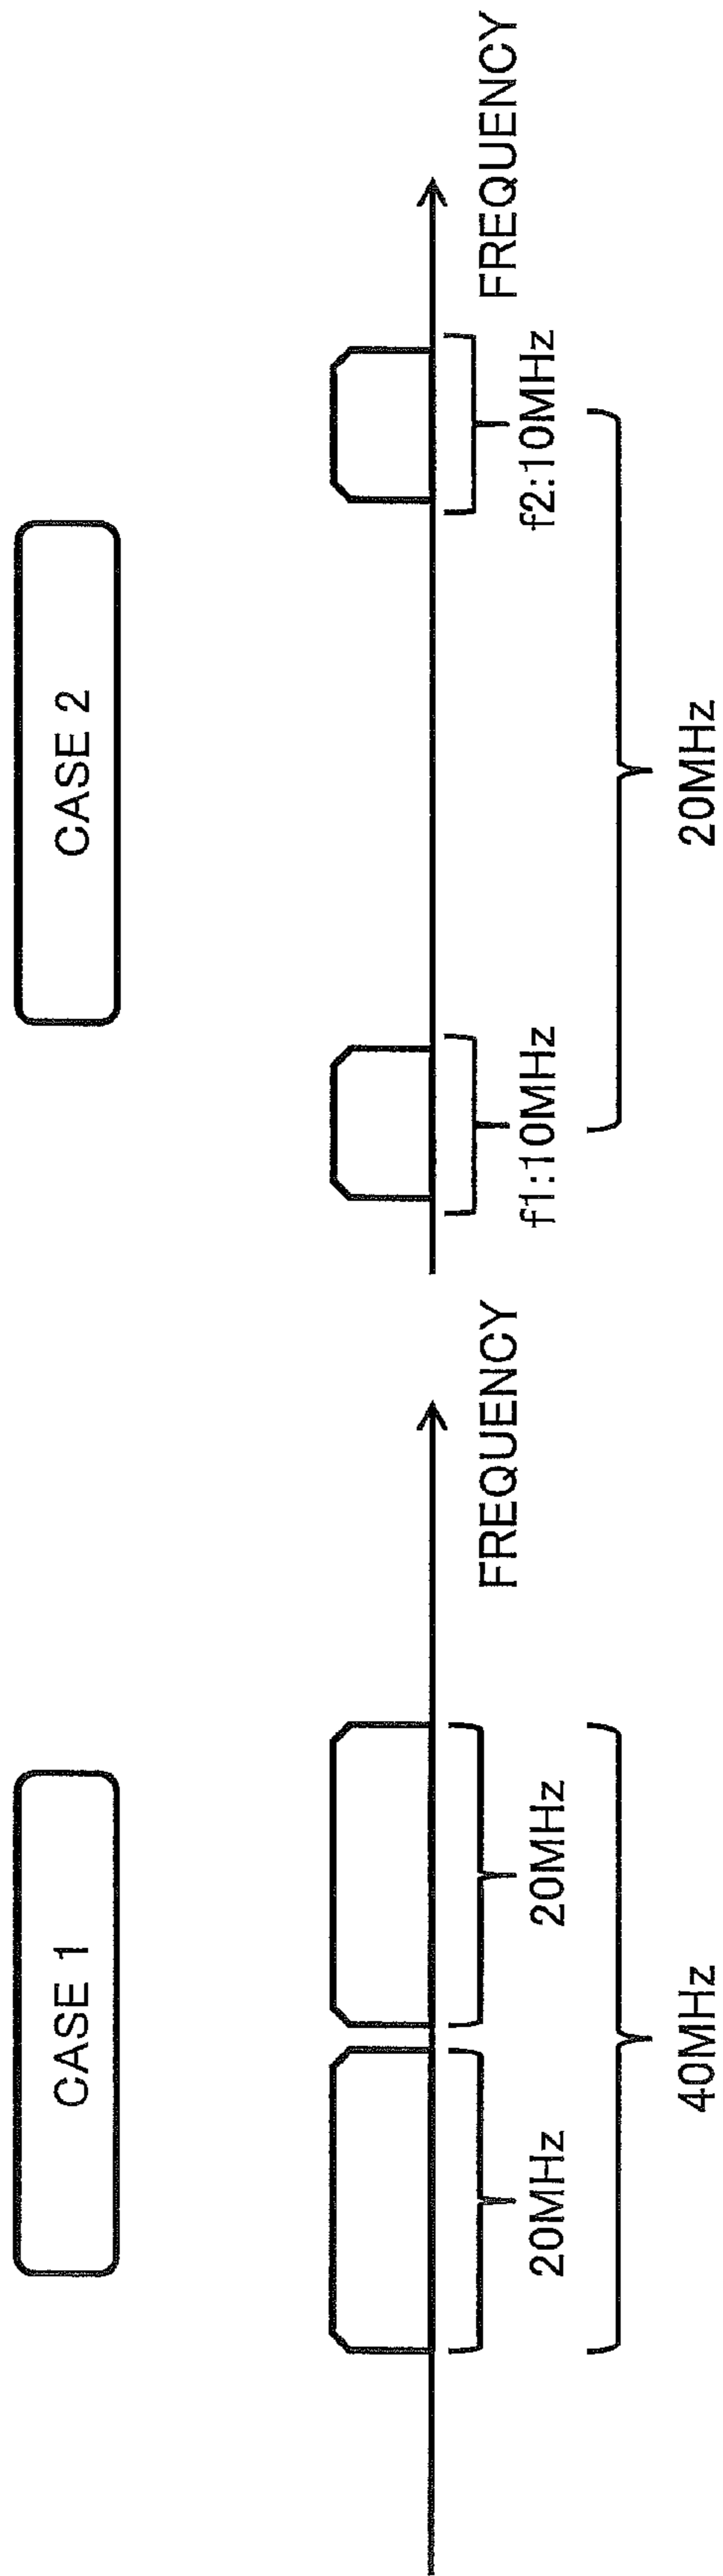 CASE 1
20MHz
20MHz
40MHz
FREQUENCY
CASE 2
f1:10MHz
f2:10MHz
20MHz
FREQUENCY